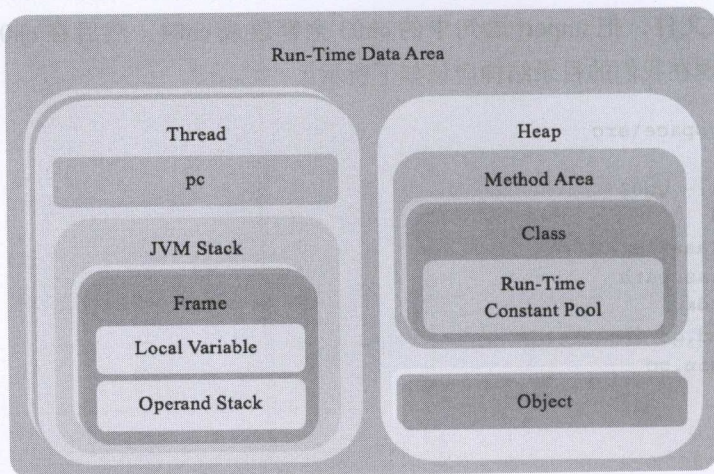 Run-Time Data Area
Thread
pc
JVM Stack
Frame
Local Variable
Operand Stack
Heap
Method Area
Class
Run-Time
Constant Pool
Object